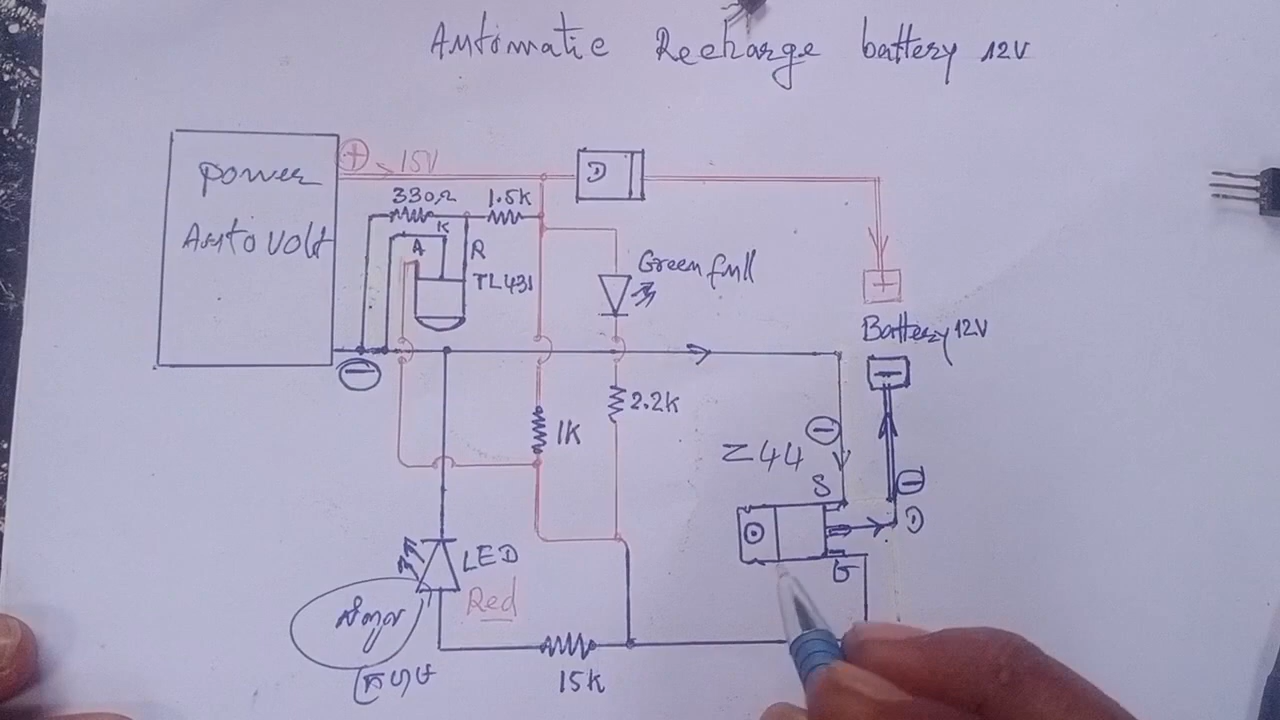 Automatic Recharge battery 12V
+ 15V
Power
Auto volt
330Ω 1.5K
D
A K R
TL431
Green full
+
Battery 12V
−
−
2.2K
1K
−
Z44
S
−
D
G
LED
Red
15K